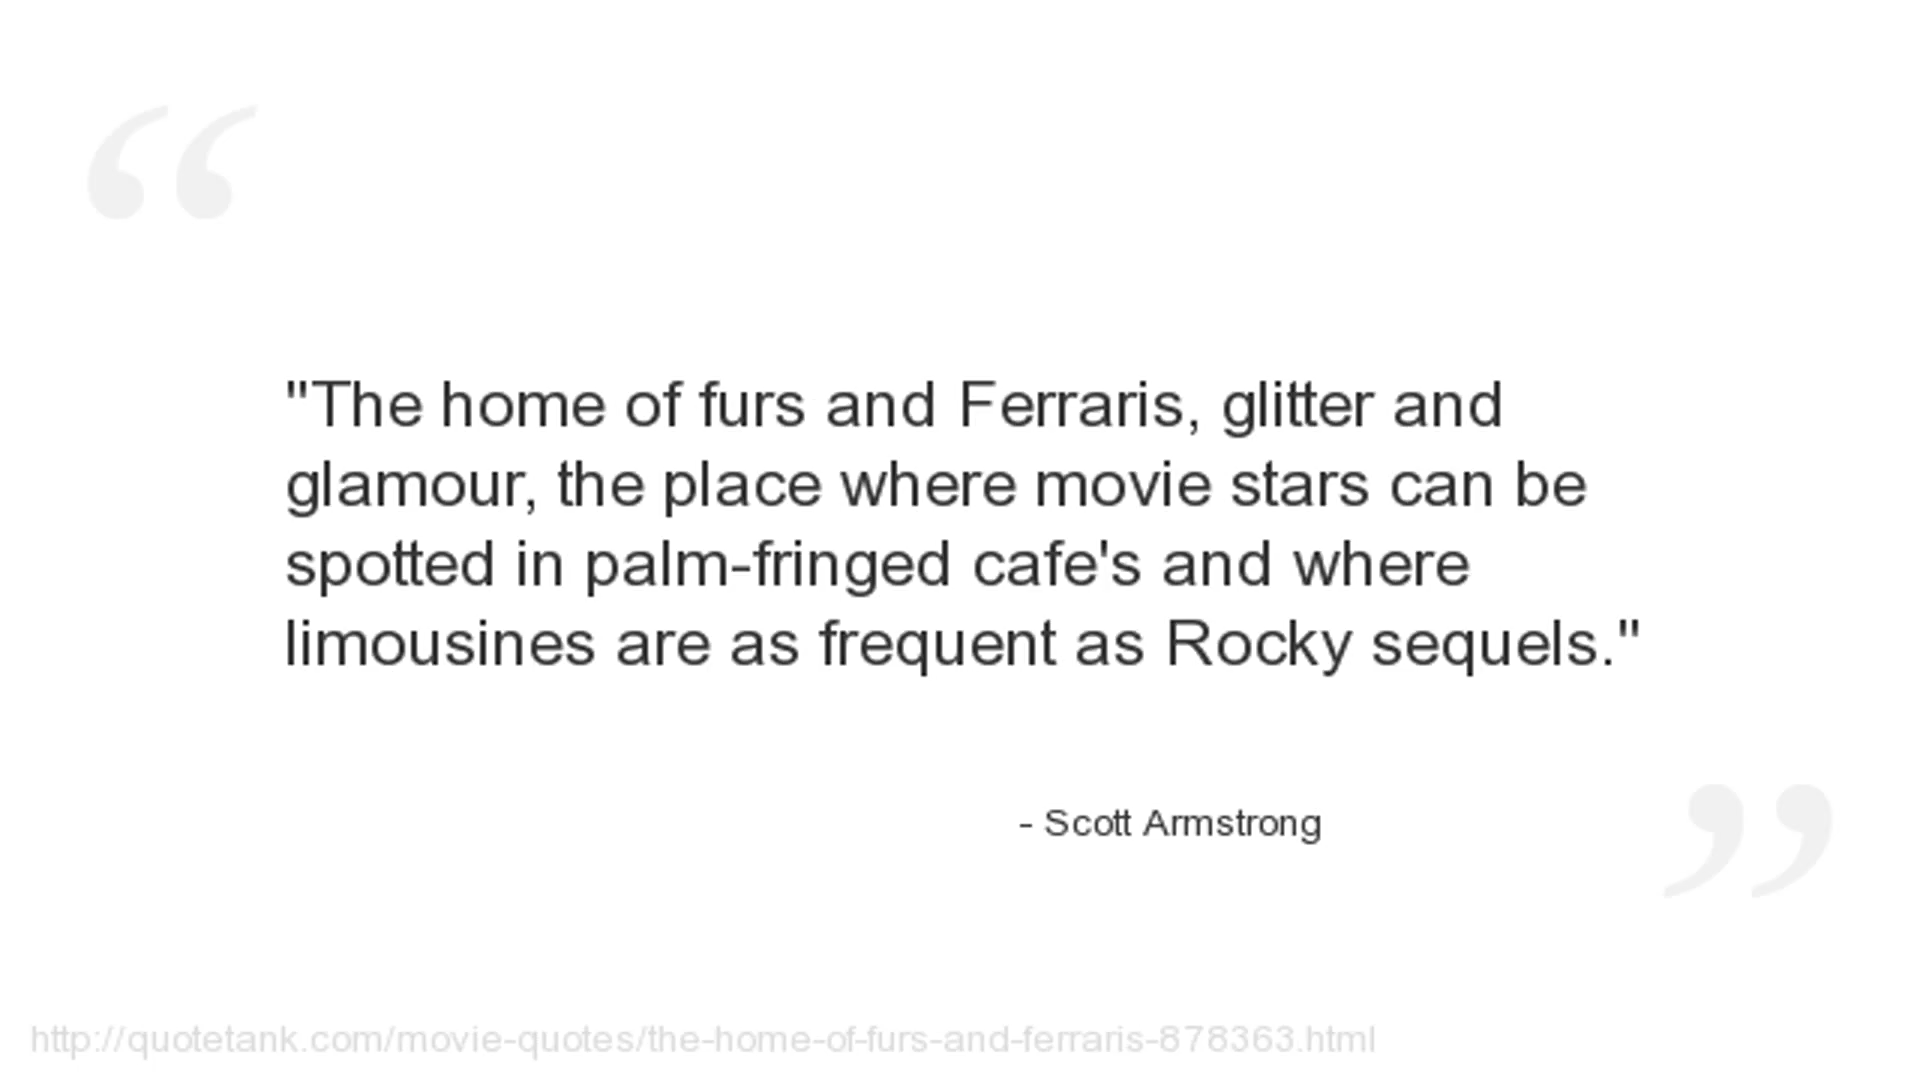 "The home of furs and Ferraris, glitter and
glamour, the place where movie stars can be
spotted in palm-fringed cafe's and where
limousines are as frequent as Rocky sequels."
- Scott Armstrong
http://quotetank.com/movie-quotes/the-home-of-furs-and-ferraris-878363.html